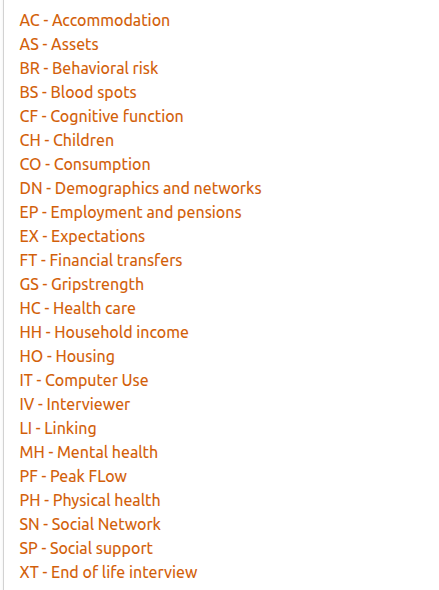 AC - Accommodation
AS - Assets
BR - Behavioral risk
BS - Blood spots
CF - Cognitive function
CH - Children
CO - Consumption
DN - Demographics and networks
EP - Employment and pensions
EX - Expectations
FT - Financial transfers
GS - Gripstrength
HC - Health care
HH - Household income
HO - Housing
IT - Computer Use
IV - Interviewer
LI - Linking
MH - Mental health
PF - Peak FLow
PH - Physical health
SN - Social Network
SP - Social support
XT - End of life interview